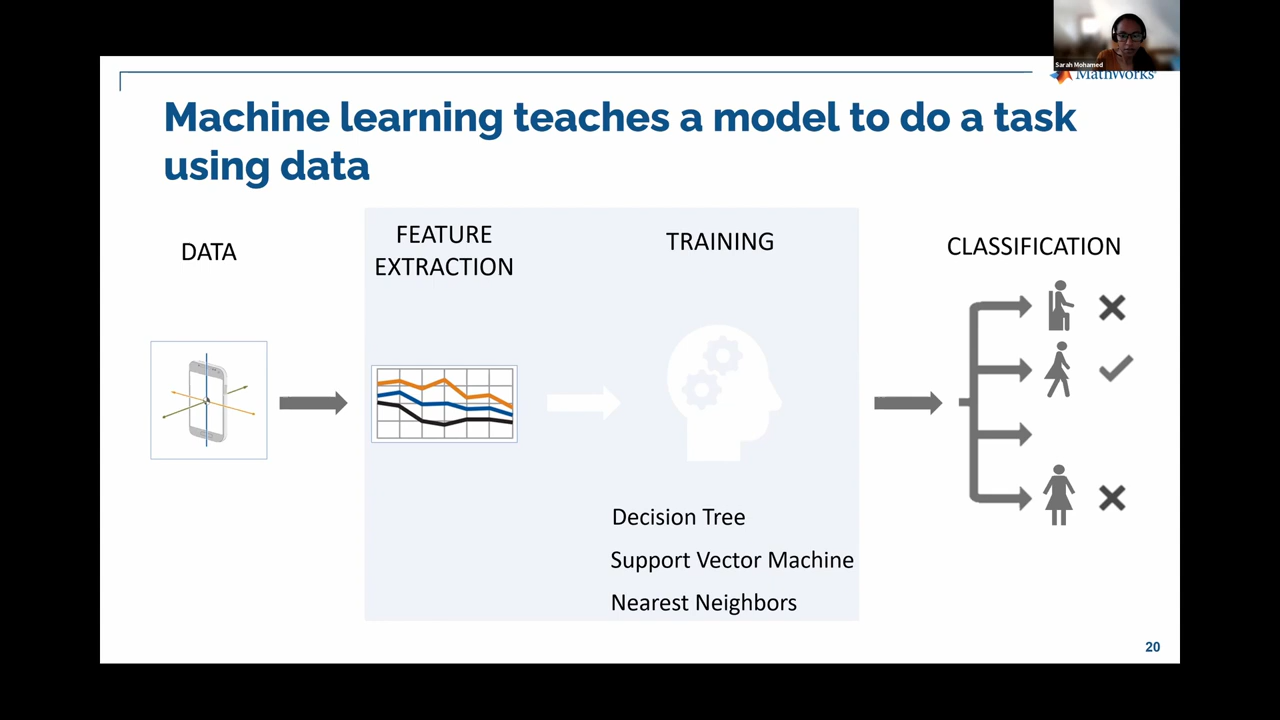 Sarah Mohamed
MathWorks
Machine learning teaches a model to do a task
using data
DATA
FEATURE
EXTRACTION
TRAINING
CLASSIFICATION
Decision Tree
Support Vector Machine
Nearest Neighbors
20